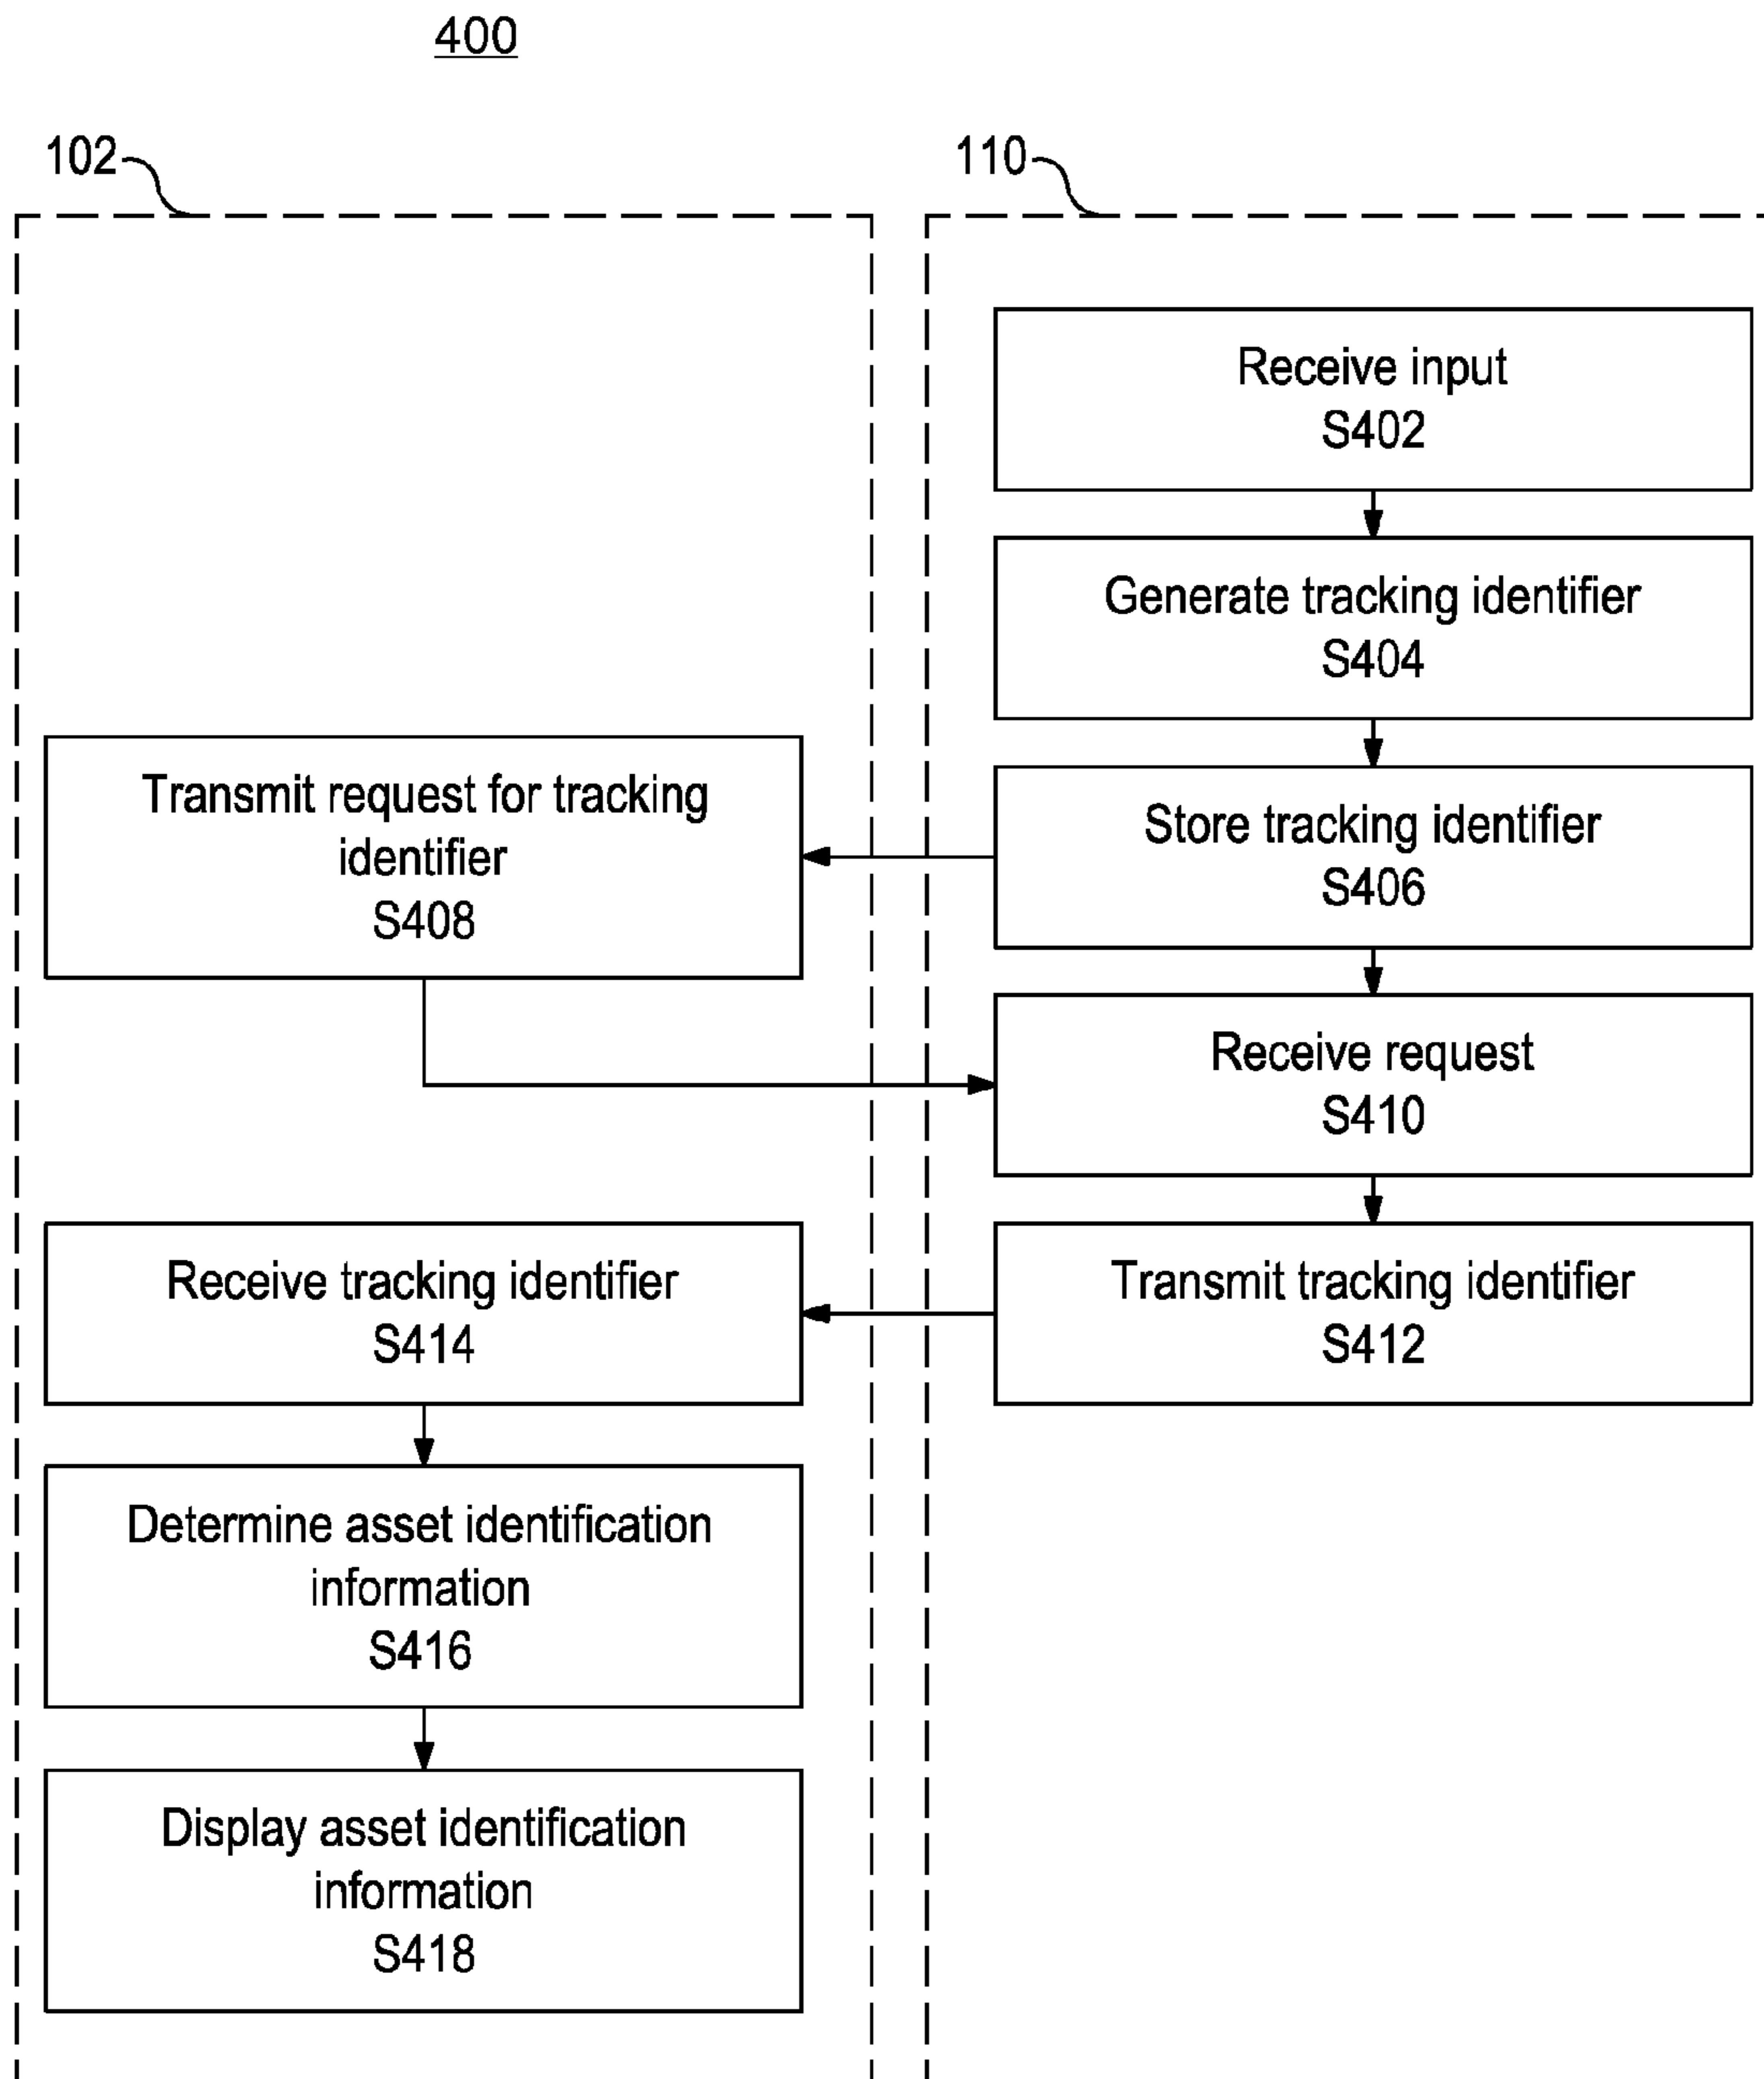 400
102
110
Receive input
S402
Generate tracking identifier
S404
Store tracking identifier
S406
Transmit request for tracking
identifier
S408
Receive request
S410
Transmit tracking identifier
S412
Receive tracking identifier
S414
Determine asset identification
information
S416
Display asset identification
information
S418